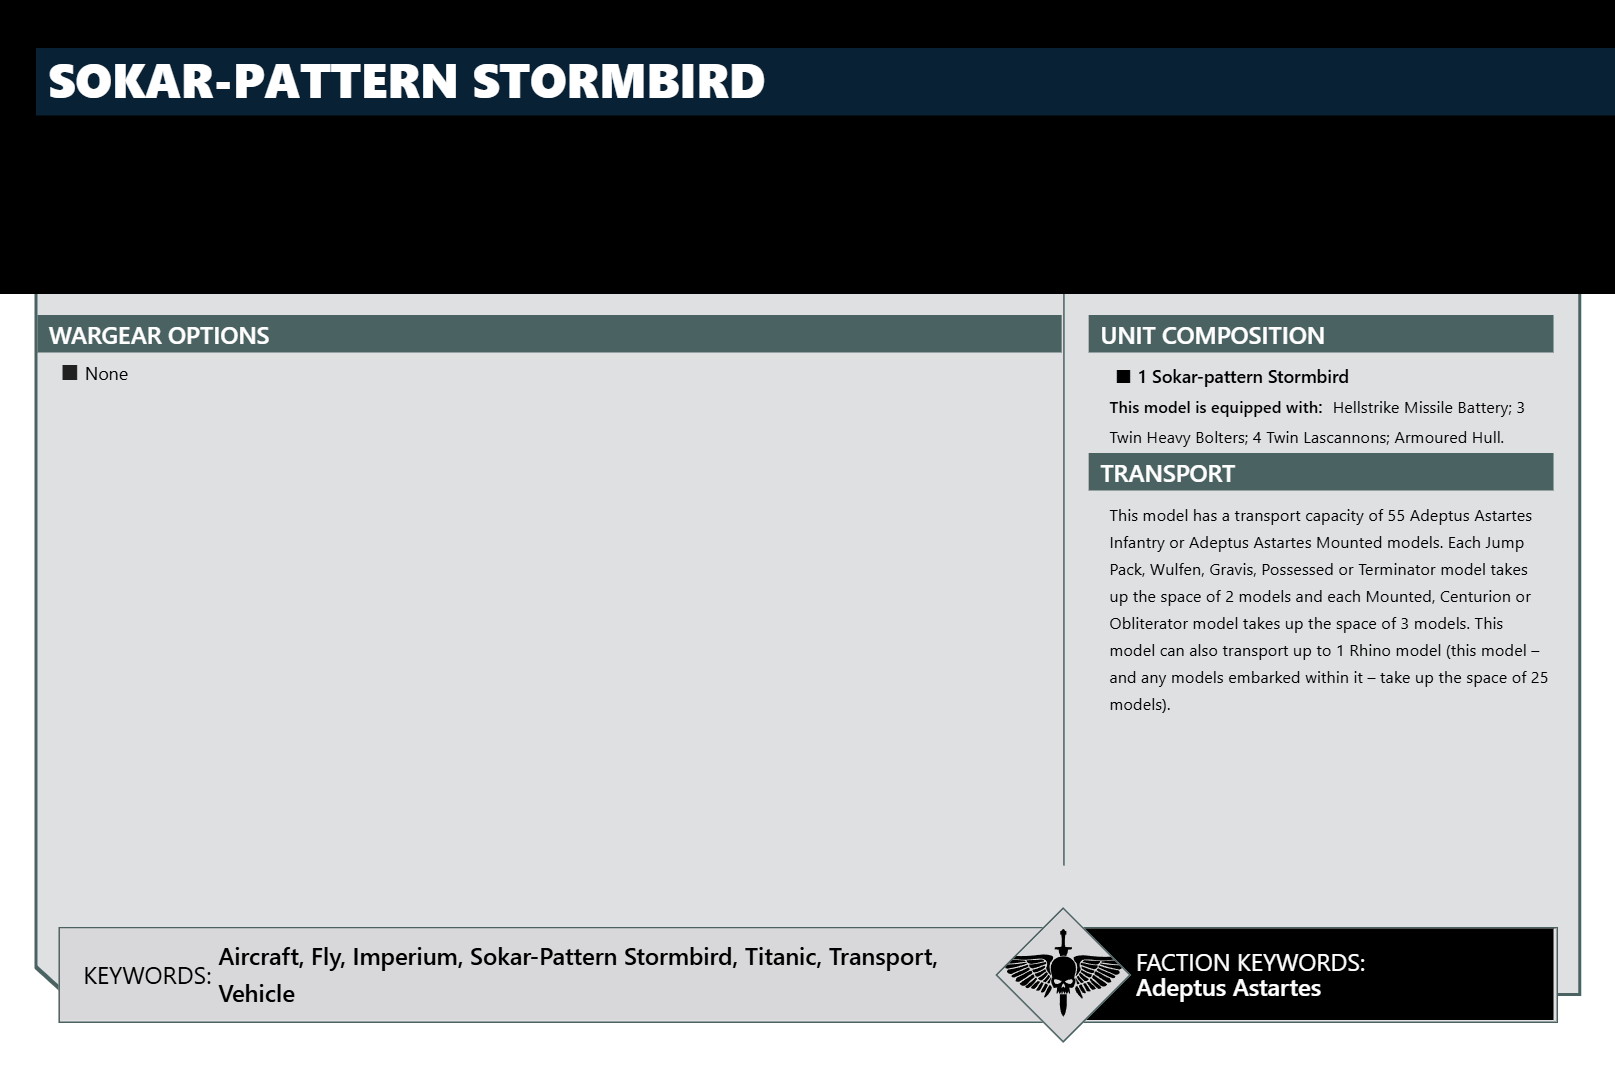 SOKAR-PATTERN STORMBIRD
WARGEAR OPTIONS
■ None
UNIT COMPOSITION
■ 1 Sokar-pattern Stormbird
This model is equipped with: Hellstrike Missile Battery; 3
Twin Heavy Bolters; 4 Twin Lascannons; Armoured Hull.
TRANSPORT
This model has a transport capacity of 55 Adeptus Astartes
Infantry or Adeptus Astartes Mounted models. Each Jump
Pack, Wulfen, Gravis, Possessed or Terminator model takes
up the space of 2 models and each Mounted, Centurion or
Obliterator model takes up the space of 3 models. This
model can also transport up to 1 Rhino model (this model –
and any models embarked within it – take up the space of 25
models).
KEYWORDS: Aircraft, Fly, Imperium, Sokar-Pattern Stormbird, Titanic, Transport,
Vehicle
FACTION KEYWORDS:
Adeptus Astartes